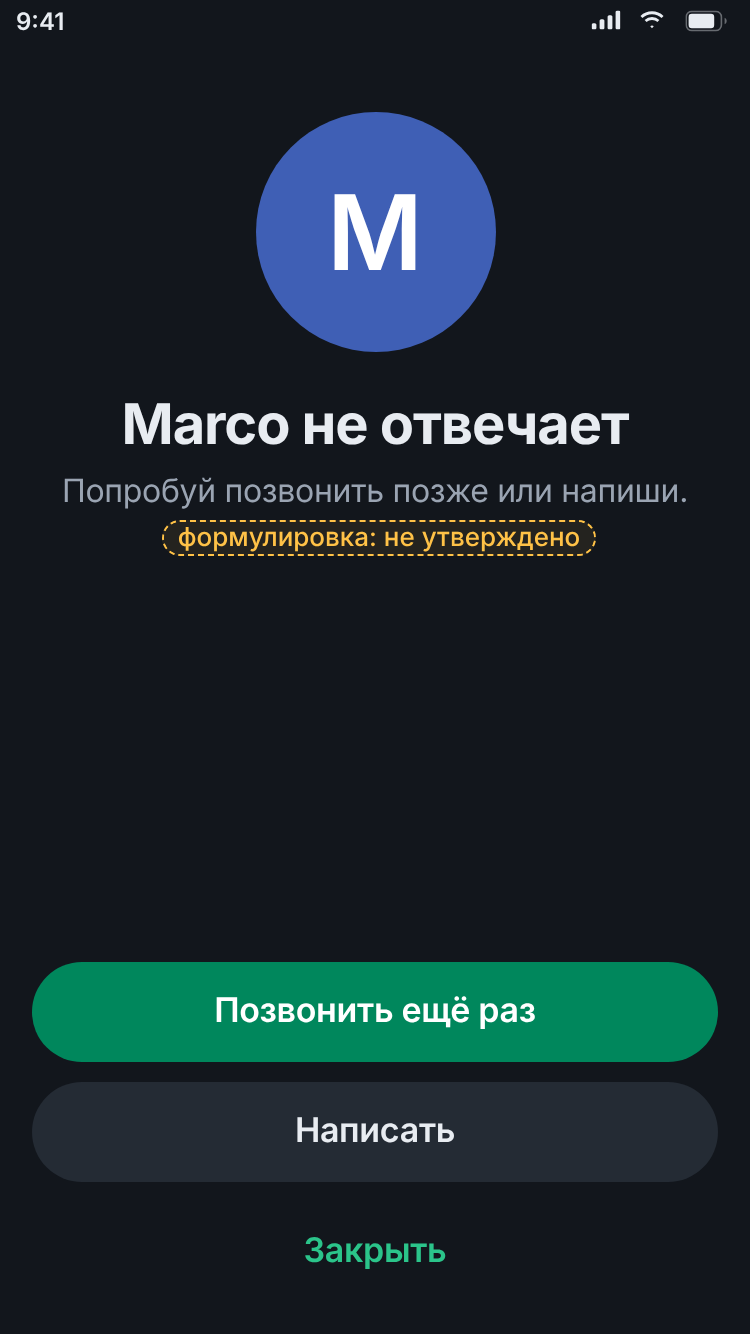 9:41
M
Marco не отвечает
Попробуй позвонить позже или напиши.
формулировка: не утверждено
Позвонить ещё раз
Написать
Закрыть